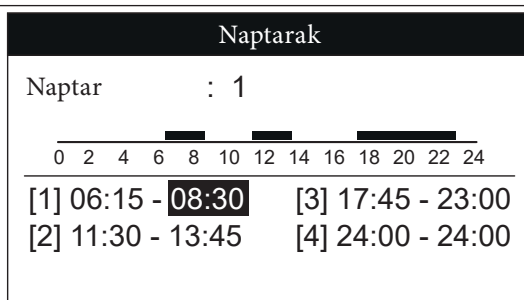 Naptarak
Naptar : 1
0 2 4 6 8 10 12 14 16 18 20 22 24
[1] 06:15 - 08:30 [3] 17:45 - 23:00
[2] 11:30 - 13:45 [4] 24:00 - 24:00